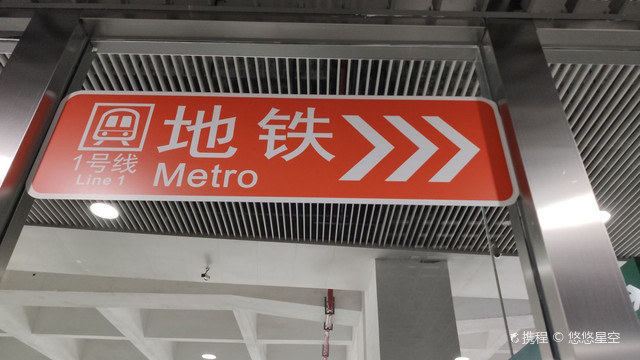 地铁
1号线
Line 1
Metro
携程 © 悠悠星空